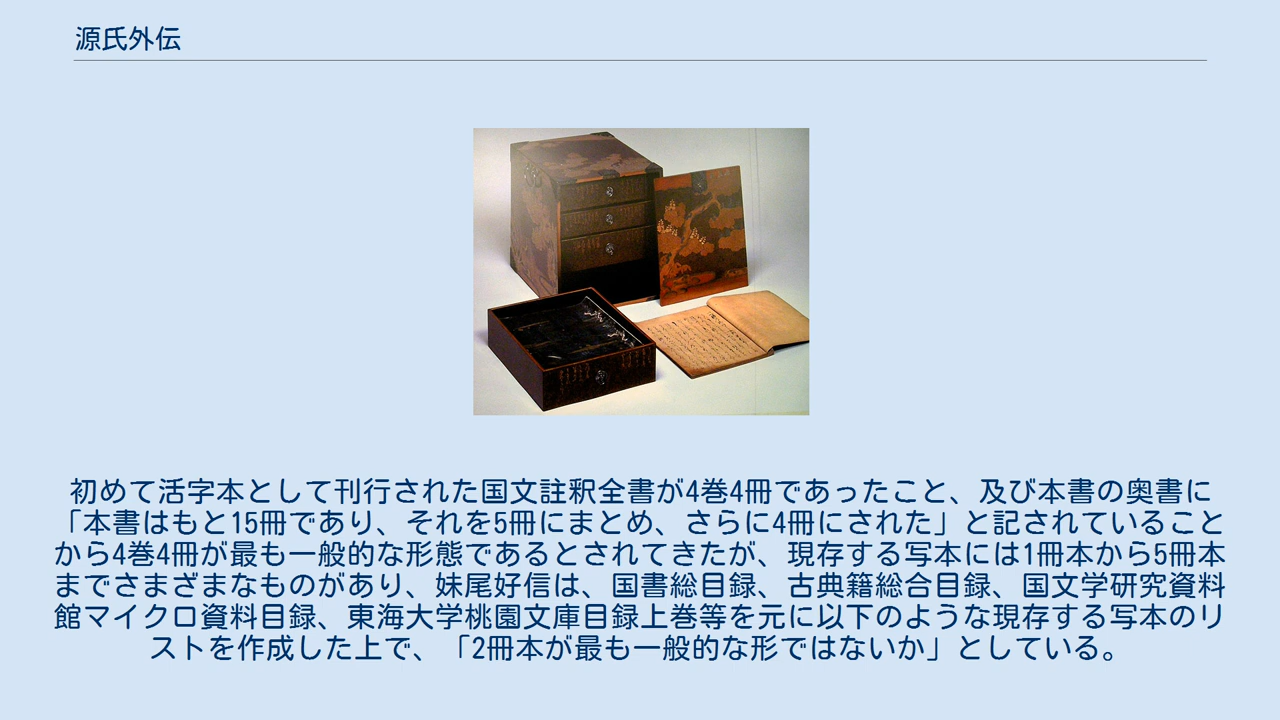 源氏外伝
初めて活字本として刊行された国文註釈全書が4巻4冊であったこと、及び本書の奥書に
「本書はもと15冊であり、それを5冊にまとめ、さらに4冊にされた」と記されていること
から4巻4冊が最も一般的な形態であるとされてきたが、現存する写本には1冊本から5冊本
までさまざまなものがあり、妹尾好信は、国書総目録、古典籍総合目録、国文学研究資料
館マイクロ資料目録、東海大学桃園文庫目録上巻等を元に以下のような現存する写本のリ
ストを作成した上で、「2冊本が最も一般的な形ではないか」としている。